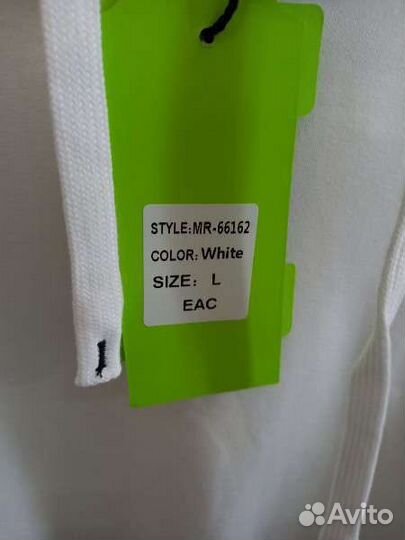 STYLE:MR-66162
COLOR: White
SIZE: L
EAC
Avito